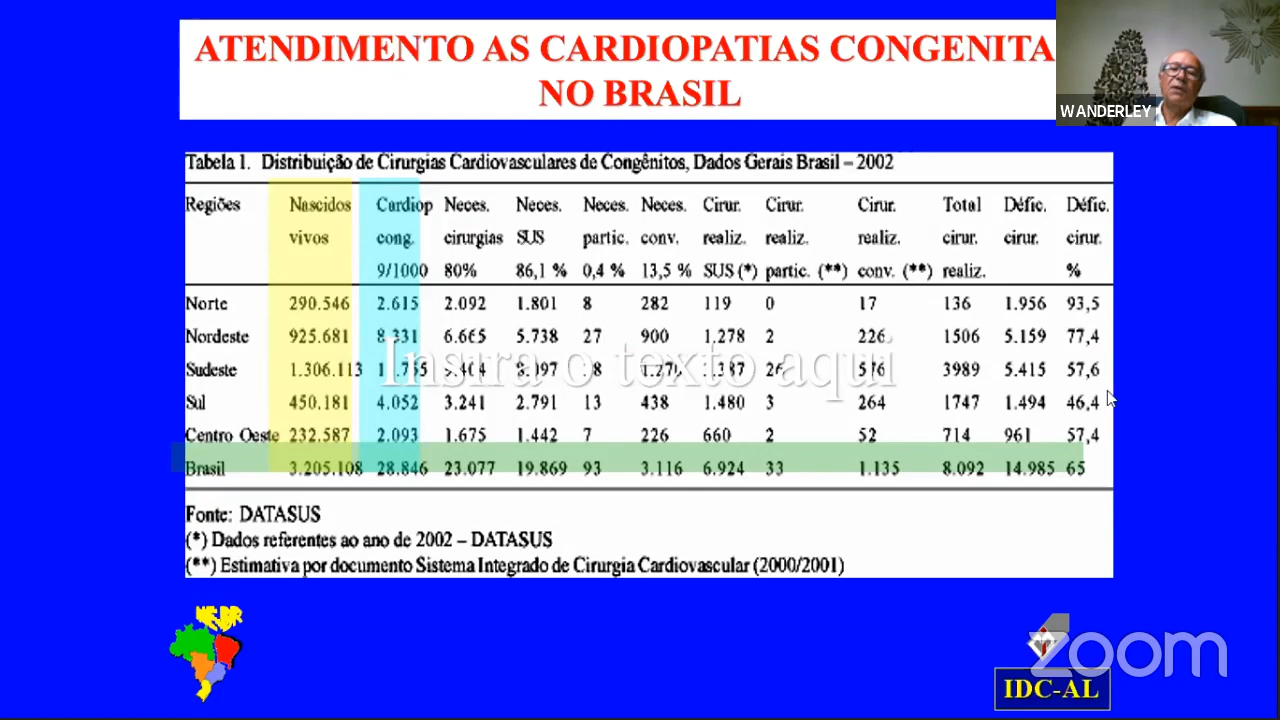 ATENDIMENTO AS CARDIOPATIAS CONGENITA
NO BRASIL
WANDERLEY
Tabela 1. Distribuição de Cirurgias Cardiovasculares de Congênitos, Dados Gerais Brasil – 2002
Regiões Nascidos Cardiop Neces. Neces. Neces. Neces. Cirur. Cirur. Cirur. Total Défic. Défic.
vivos cong. cirurgias SUS partic. conv. realiz. realiz. realiz. cirur. cirur. cirur.
9/1000 80% 86,1 % 0,4 % 13,5 % SUS (*) partic. (**) conv. (**) realiz. %
Norte 290.546 2.615 2.092 1.801 8 282 119 0 17 136 1.956 93,5
Nordeste 925.681 8.331 6.665 5.738 27 900 1.278 2 226 1506 5.159 77,4
Sudeste 1.306.113 26 3989 5.415 57,6
Insira o texto aqui
Sul 450.181 4.052 3.241 2.791 13 438 1.480 3 264 1747 1.494 46,4
Centro Oeste 232.587 2.093 1.675 1.442 7 226 660 2 52 714 961 57,4
Brasil 3.205.108 28.846 23.077 19.869 93 3.116 6.924 33 1.135 8.092 14.985 65
Fonte: DATASUS
(*) Dados referentes ao ano de 2002 – DATASUS
(**) Estimativa por documento Sistema Integrado de Cirurgia Cardiovascular (2000/2001)
zoom
IDC-AL